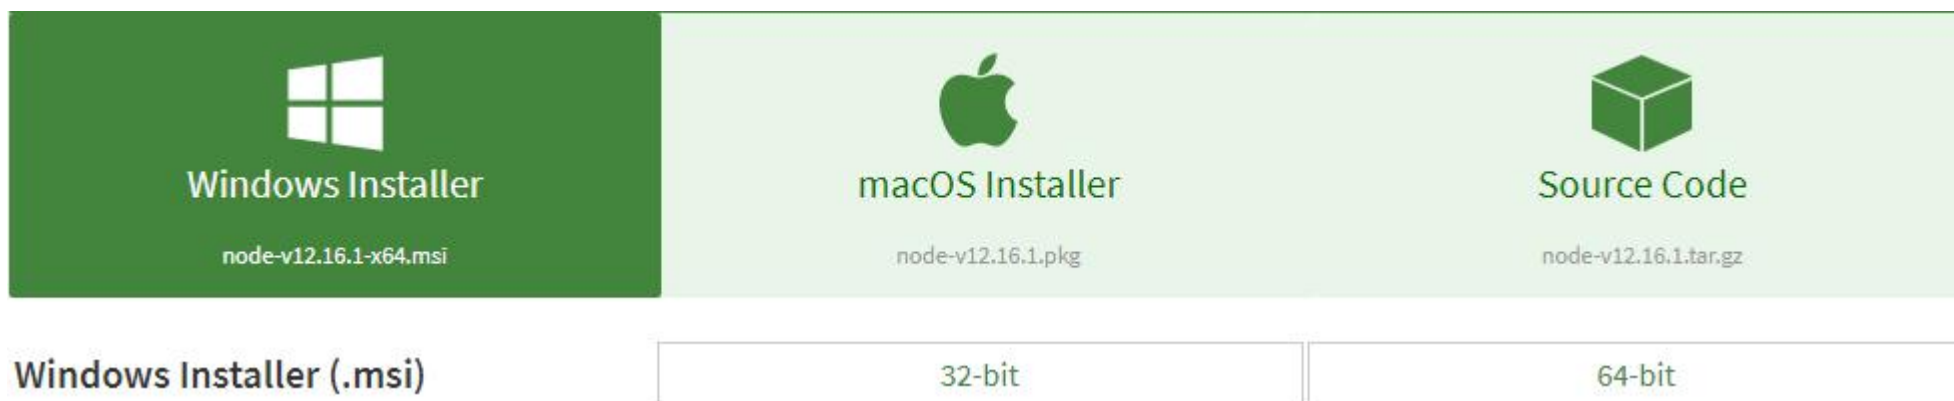 Windows Installer
node-v12.16.1-x64.msi
macOS Installer
node-v12.16.1.pkg
Source Code
node-v12.16.1.tar.gz
Windows Installer (.msi)
32-bit
64-bit